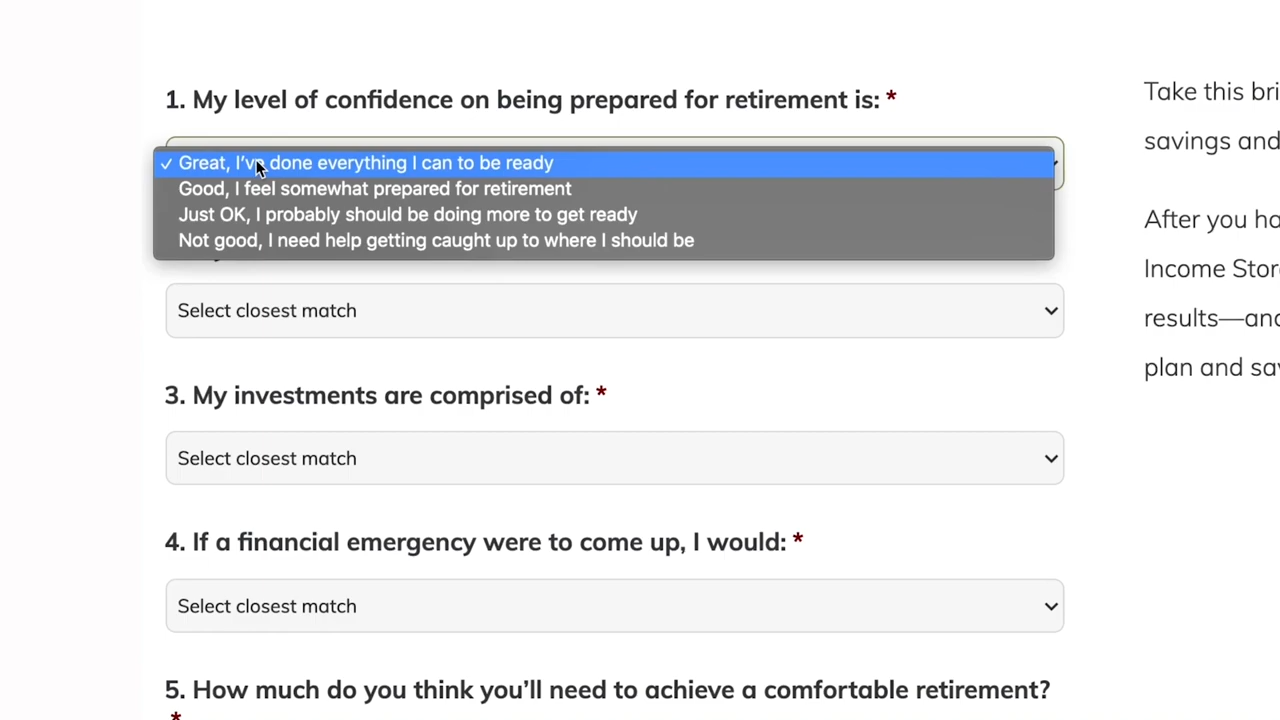 1. My level of confidence on being prepared for retirement is: *
✓ Great, I’ve done everything I can to be ready
Good, I feel somewhat prepared for retirement
Just OK, I probably should be doing more to get ready
Not good, I need help getting caught up to where I should be
Select closest match
3. My investments are comprised of: *
Select closest match
4. If a financial emergency were to come up, I would: *
Select closest match
5. How much do you think you’ll need to achieve a comfortable retirement?
*
Take this bri
savings and
After you ha
Income Stor
results—and
plan and sav